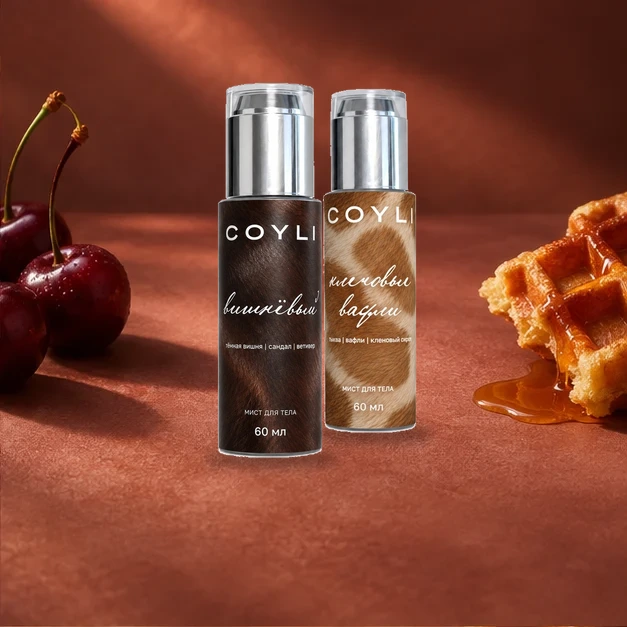 COYLI
вишнёвый
тёмная вишня | сандал | ветивер
МИСТ ДЛЯ ТЕЛА
60 мл
COYLI
кленовые
вафли
| вафли | кленовый сироп
МИСТ ДЛЯ ТЕЛА
60 мл